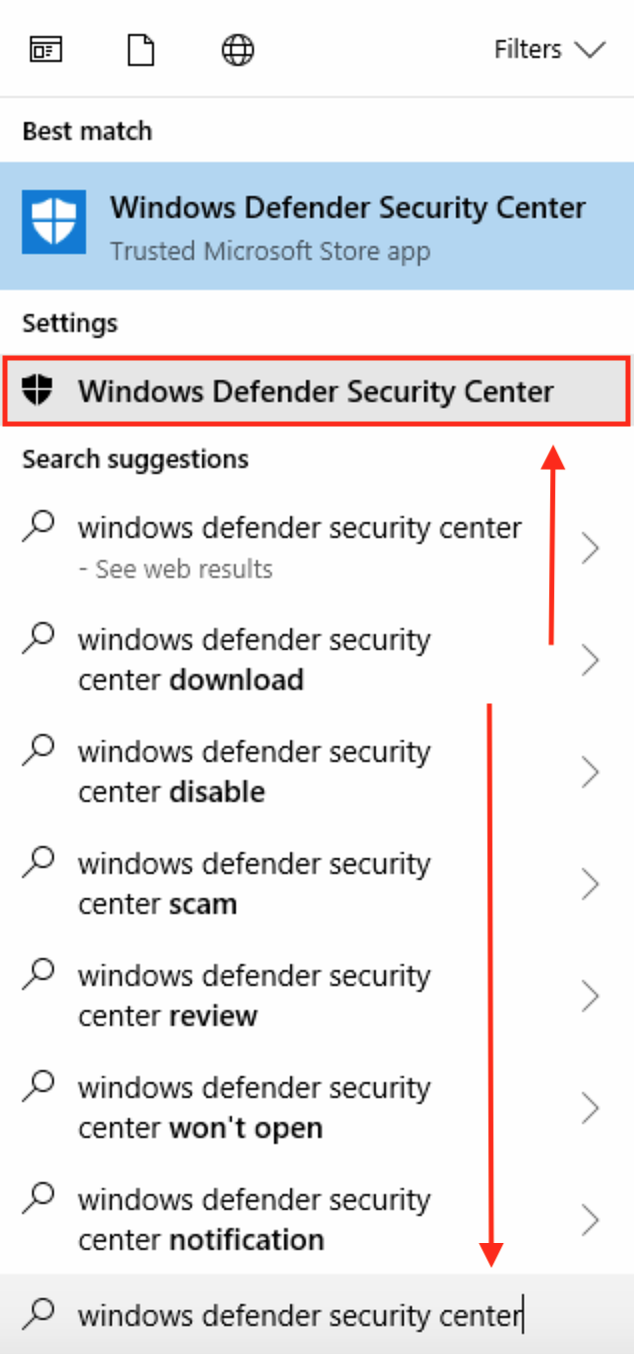 Filters
Best match
Windows Defender Security Center
Trusted Microsoft Store app
Settings
Windows Defender Security Center
Search suggestions
windows defender security center
- See web results
windows defender security
center download
windows defender security
center disable
windows defender security
center scam
windows defender security
center review
windows defender security
center won't open
windows defender security
center notification
windows defender security center